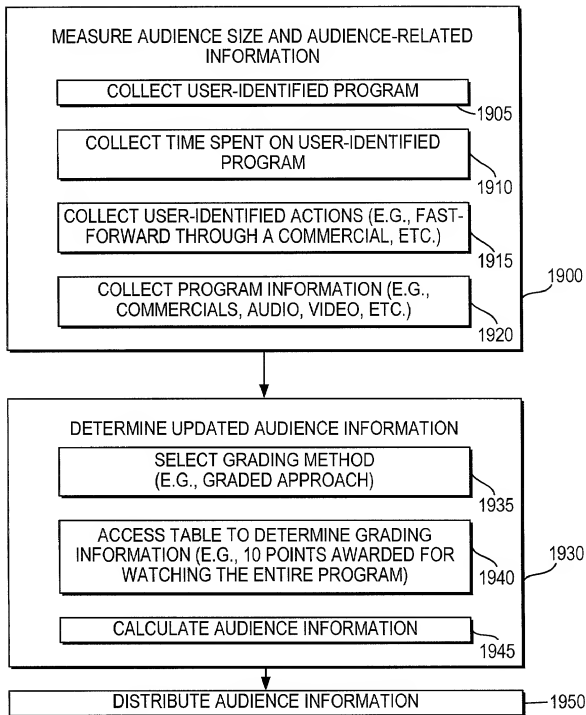 MEASURE AUDIENCE SIZE AND AUDIENCE-RELATED
INFORMATION
COLLECT USER-IDENTIFIED PROGRAM
1905
COLLECT TIME SPENT ON USER-IDENTIFIED
PROGRAM
1910
COLLECT USER-IDENTIFIED ACTIONS (E.G., FAST-
FORWARD THROUGH A COMMERCIAL, ETC.)
1915
1900
COLLECT PROGRAM INFORMATION (E.G.,
COMMERCIALS, AUDIO, VIDEO, ETC.)
1920
DETERMINE UPDATED AUDIENCE INFORMATION
SELECT GRADING METHOD
(E.G., GRADED APPROACH)
1935
ACCESS TABLE TO DETERMINE GRADING
INFORMATION (E.G., 10 POINTS AWARDED FOR
WATCHING THE ENTIRE PROGRAM)
1940
1930
CALCULATE AUDIENCE INFORMATION
1945
DISTRIBUTE AUDIENCE INFORMATION
1950